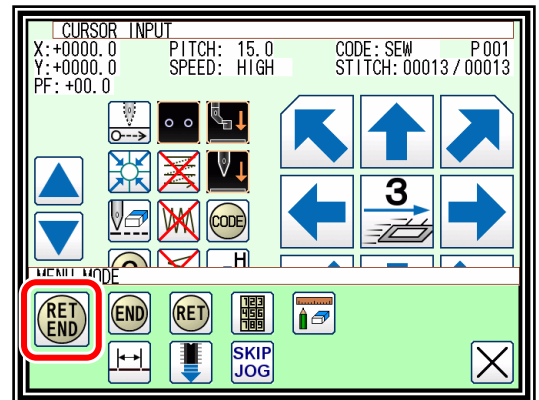 CURSOR INPUT
X:+0000.0 PITCH: 15.0 CODE:SEW P001
Y:+0000.0 SPEED: HIGH STITCH:00013/00013
PF:+00.0
3
CODE
H
MENU MODE
RET END
END
RET
123
456
789
SKIP
JOG